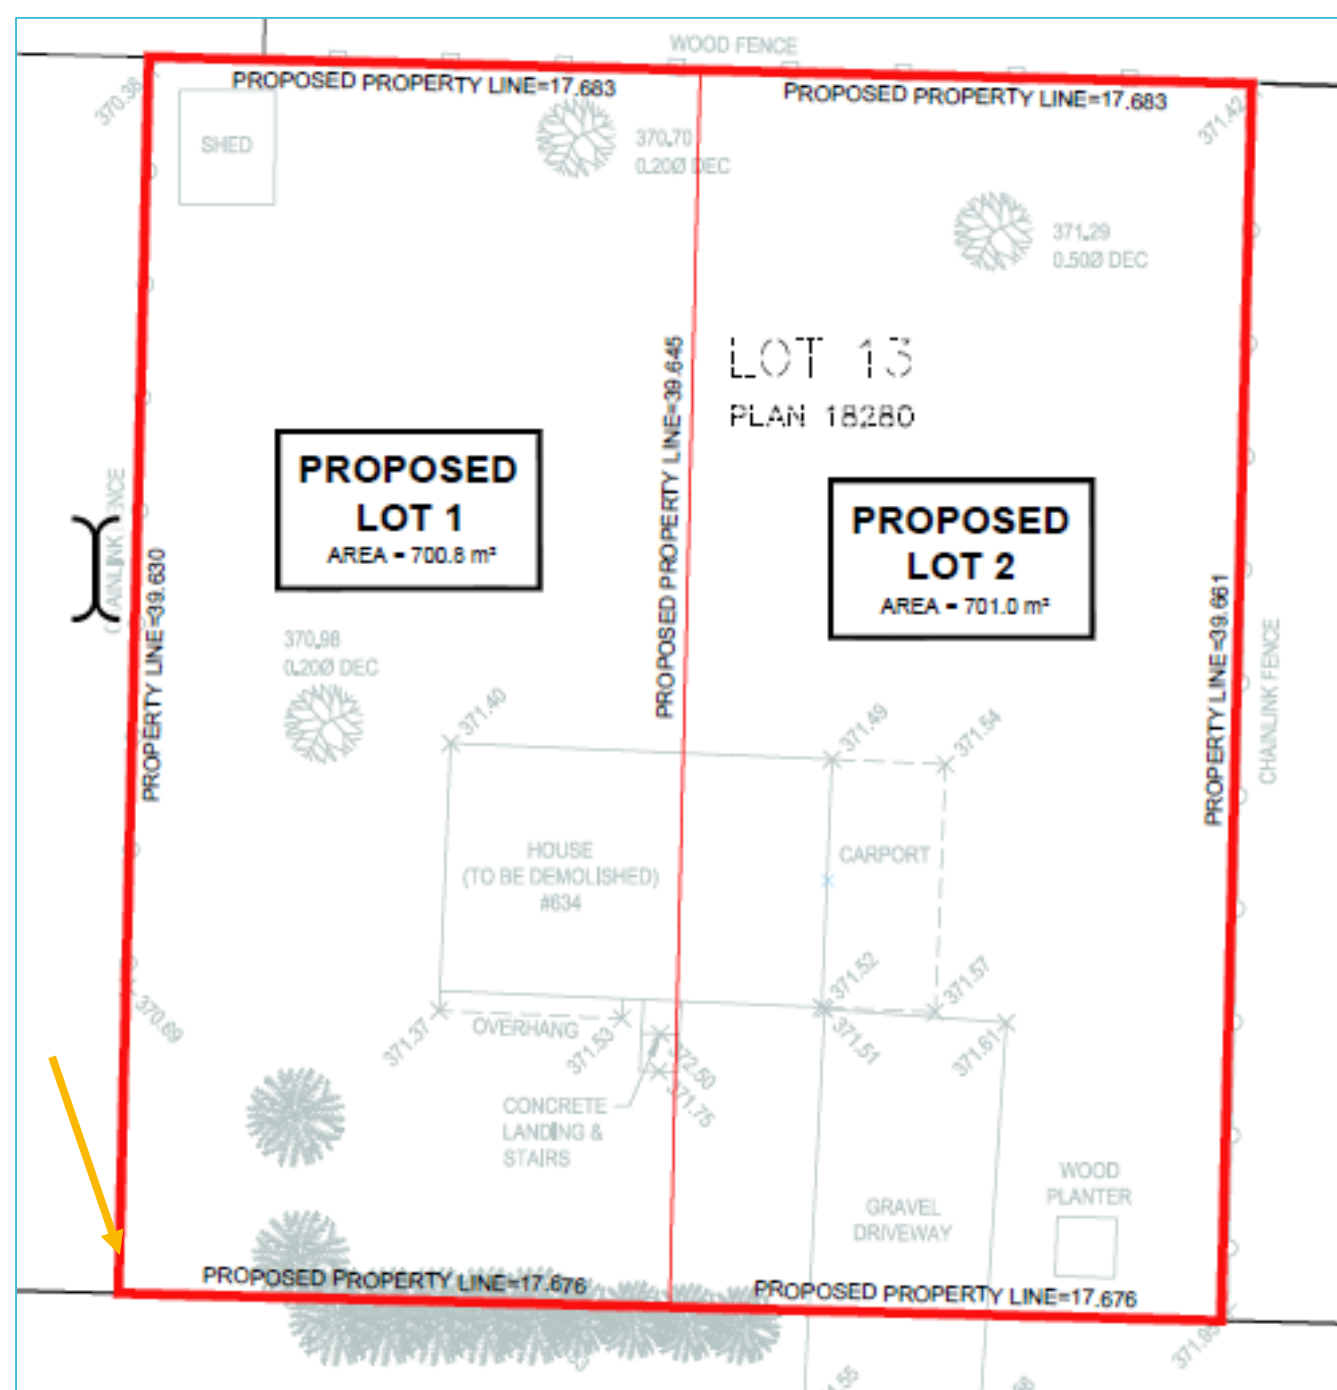 WOOD FENCE
PROPOSED PROPERTY LINE=17.683
PROPOSED PROPERTY LINE=17.683
370.38
371.42
SHED
370.70
0.20Ø DEC
371.29
0.50Ø DEC
LOT 13
PLAN 18280
PROPOSED
LOT 1
AREA = 700.8 m²
PROPOSED
LOT 2
AREA = 701.0 m²
CHAINLINK FENCE
PROPERTY LINE=39.630
PROPOSED PROPERTY LINE=39.645
PROPERTY LINE=39.661
CHAINLINK FENCE
370.98
0.20Ø DEC
371.40
371.49
371.54
HOUSE
(TO BE DEMOLISHED)
#634
CARPORT
370.69
371.52
371.57
371.37
OVERHANG
371.53
372.50
371.75
371.51
371.61
CONCRETE
LANDING &
STAIRS
WOOD
PLANTER
GRAVEL
DRIVEWAY
PROPOSED PROPERTY LINE=17.676
PROPOSED PROPERTY LINE=17.676